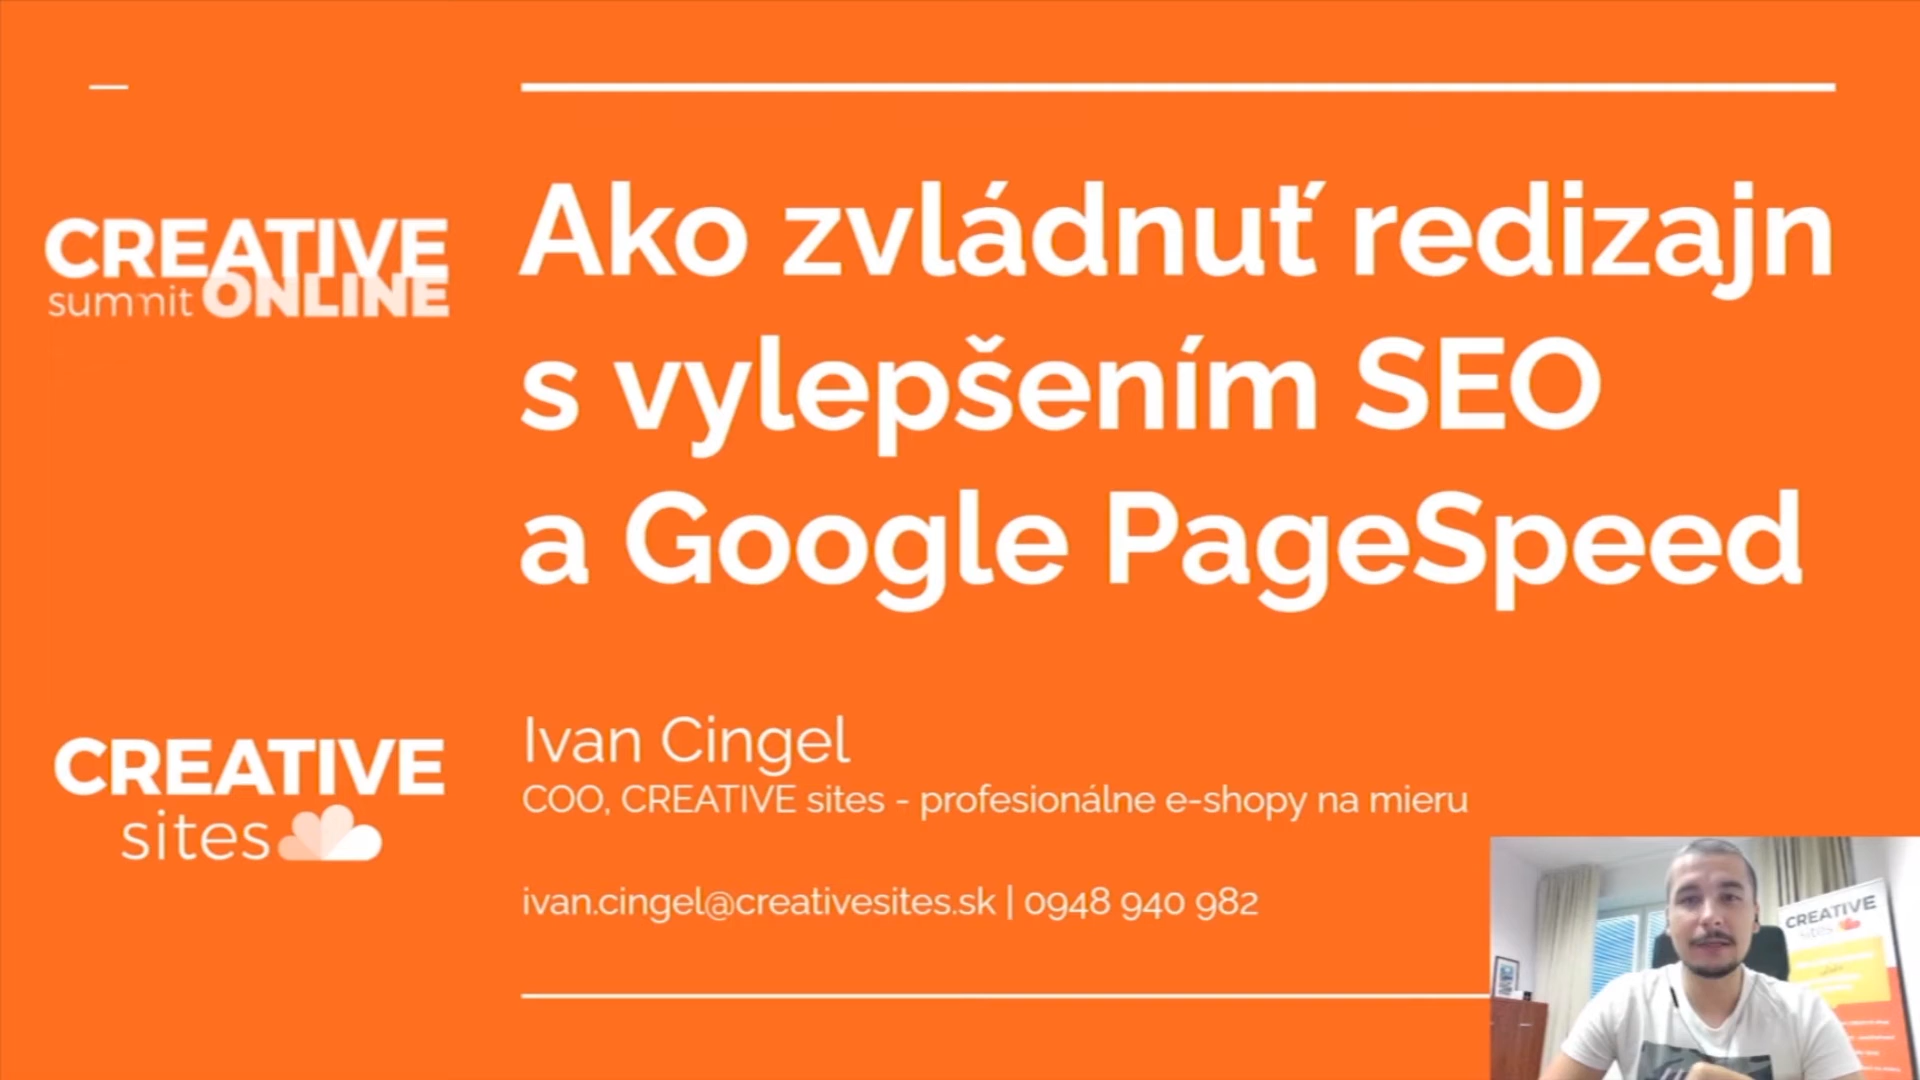 CREATIVE
summit ONLINE
Ako zvládnuť redizajn
s vylepšením SEO
a Google PageSpeed
CREATIVE
sites
Ivan Cingel
COO, CREATIVE sites - profesionálne e-shopy na mieru
ivan.cingel@creativesites.sk | 0948 940 982
CREATIVE
sites